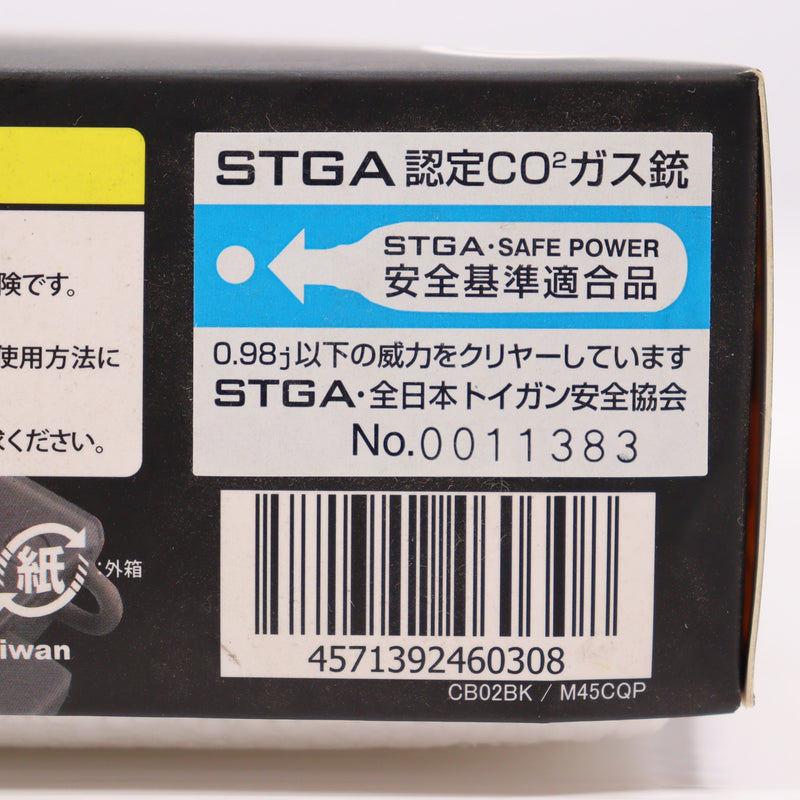 STGA 認定CO²ガス銃
STGA·SAFE POWER
安全基準適合品
0.98j以下の威力をクリヤーしています
STGA·全日本トイガン安全協会
No.0011383
険です。
使用方法に
ください。
紙
:外箱
iwan
4571392460308
CB02BK / M45CQP